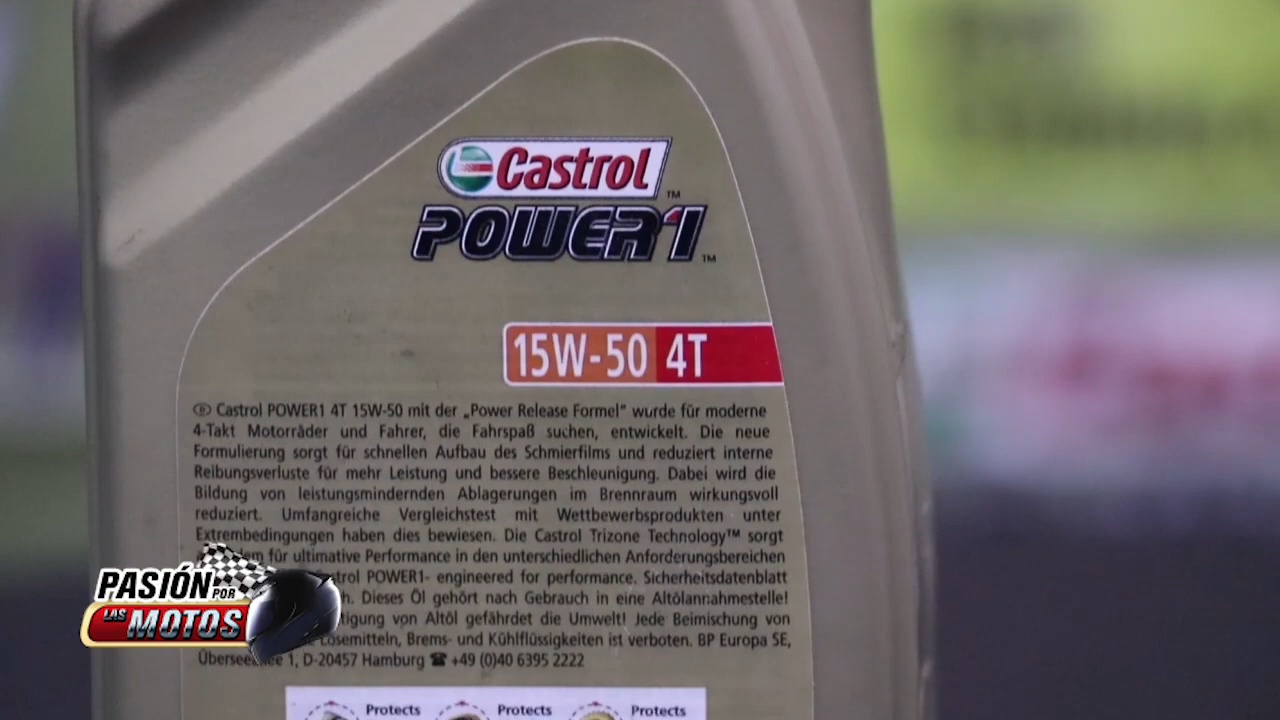 Castrol™
POWER1™
15W-50 4T
Ⓓ Castrol POWER1 4T 15W-50 mit der „Power Release Formel“ wurde für moderne
4-Takt Motorräder und Fahrer, die Fahrspaß suchen, entwickelt. Die neue
Formulierung sorgt für schnellen Aufbau des Schmierfilms und reduziert interne
Reibungsverluste für mehr Leistung und bessere Beschleunigung. Dabei wird die
Bildung von leistungsmindernden Ablagerungen im Brennraum wirkungsvoll
reduziert. Umfangreiche Vergleichstest mit Wettbewerbsprodukten unter
Extrembedingungen haben dies bewiesen. Die Castrol Trizone Technology™ sorgt
für ultimative Performance in den unterschiedlichen Anforderungsbereichen
POWER1- engineered for performance. Sicherheitsdatenblatt
Dieses Öl gehört nach Gebrauch in eine Altölannahmestelle!
von Altöl gefährdet die Umwelt! Jede Beimischung von
Lösemitteln, Brems- und Kühlflüssigkeiten ist verboten. BP Europa SE,
1, D-20457 Hamburg ☎ +49 (0)40 6395 2222
Protects Protects Protects
PASIÓN POR
LAS MOTOS